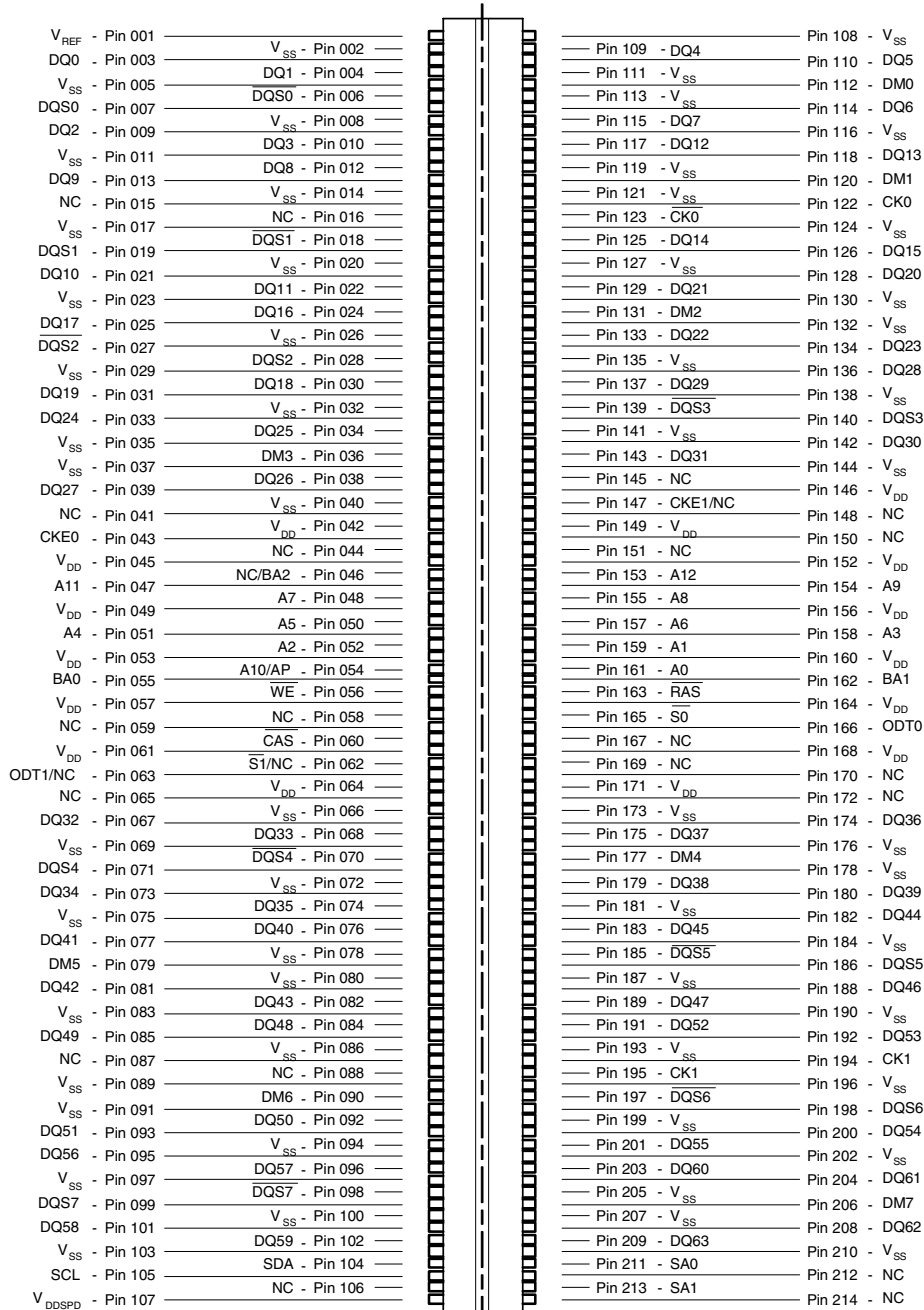 VREF - Pin 001
VSS - Pin 002
DQ0 - Pin 003
DQ1 - Pin 004
VSS - Pin 005
DQS0 - Pin 006
DQS0 - Pin 007
VSS - Pin 008
DQ2 - Pin 009
DQ3 - Pin 010
VSS - Pin 011
DQ8 - Pin 012
DQ9 - Pin 013
VSS - Pin 014
NC - Pin 015
NC - Pin 016
VSS - Pin 017
DQS1 - Pin 018
DQS1 - Pin 019
VSS - Pin 020
DQ10 - Pin 021
DQ11 - Pin 022
VSS - Pin 023
DQ16 - Pin 024
DQ17 - Pin 025
VSS - Pin 026
DQS2 - Pin 027
DQS2 - Pin 028
VSS - Pin 029
DQ18 - Pin 030
DQ19 - Pin 031
VSS - Pin 032
DQ24 - Pin 033
DQ25 - Pin 034
VSS - Pin 035
DM3 - Pin 036
VSS - Pin 037
DQ26 - Pin 038
DQ27 - Pin 039
VSS - Pin 040
NC - Pin 041
VDD - Pin 042
CKE0 - Pin 043
NC - Pin 044
VDD - Pin 045
NC/BA2 - Pin 046
A11 - Pin 047
A7 - Pin 048
VDD - Pin 049
A5 - Pin 050
A4 - Pin 051
A2 - Pin 052
VDD - Pin 053
A10/AP - Pin 054
BA0 - Pin 055
WE - Pin 056
VDD - Pin 057
NC - Pin 058
NC - Pin 059
CAS - Pin 060
VDD - Pin 061
S1/NC - Pin 062
ODT1/NC - Pin 063
VDD - Pin 064
NC - Pin 065
VSS - Pin 066
DQ32 - Pin 067
DQ33 - Pin 068
VSS - Pin 069
DQS4 - Pin 070
DQS4 - Pin 071
VSS - Pin 072
DQ34 - Pin 073
DQ35 - Pin 074
VSS - Pin 075
DQ40 - Pin 076
DQ41 - Pin 077
VSS - Pin 078
DM5 - Pin 079
VSS - Pin 080
DQ42 - Pin 081
DQ43 - Pin 082
VSS - Pin 083
DQ48 - Pin 084
DQ49 - Pin 085
VSS - Pin 086
NC - Pin 087
NC - Pin 088
VSS - Pin 089
DM6 - Pin 090
VSS - Pin 091
DQ50 - Pin 092
DQ51 - Pin 093
VSS - Pin 094
DQ56 - Pin 095
DQ57 - Pin 096
VSS - Pin 097
DQS7 - Pin 098
DQS7 - Pin 099
VSS - Pin 100
DQ58 - Pin 101
DQ59 - Pin 102
VSS - Pin 103
SDA - Pin 104
SCL - Pin 105
NC - Pin 106
VDDSPD - Pin 107
Pin 108 - VSS
Pin 109 - DQ4
Pin 110 - DQ5
Pin 111 - VSS
Pin 112 - DM0
Pin 113 - VSS
Pin 114 - DQ6
Pin 115 - DQ7
Pin 116 - VSS
Pin 117 - DQ12
Pin 118 - DQ13
Pin 119 - VSS
Pin 120 - DM1
Pin 121 - VSS
Pin 122 - CK0
Pin 123 - CK0
Pin 124 - VSS
Pin 125 - DQ14
Pin 126 - DQ15
Pin 127 - VSS
Pin 128 - DQ20
Pin 129 - DQ21
Pin 130 - VSS
Pin 131 - DM2
Pin 132 - VSS
Pin 133 - DQ22
Pin 134 - DQ23
Pin 135 - VSS
Pin 136 - DQ28
Pin 137 - DQ29
Pin 138 - VSS
Pin 139 - DQS3
Pin 140 - DQS3
Pin 141 - VSS
Pin 142 - DQ30
Pin 143 - DQ31
Pin 144 - VSS
Pin 145 - NC
Pin 146 - VDD
Pin 147 - CKE1/NC
Pin 148 - NC
Pin 149 - VDD
Pin 150 - NC
Pin 151 - NC
Pin 152 - VDD
Pin 153 - A12
Pin 154 - A9
Pin 155 - A8
Pin 156 - VDD
Pin 157 - A6
Pin 158 - A3
Pin 159 - A1
Pin 160 - VDD
Pin 161 - A0
Pin 162 - BA1
Pin 163 - RAS
Pin 164 - VDD
Pin 165 - S0
Pin 166 - ODT0
Pin 167 - NC
Pin 168 - VDD
Pin 169 - NC
Pin 170 - NC
Pin 171 - VDD
Pin 172 - NC
Pin 173 - VSS
Pin 174 - DQ36
Pin 175 - DQ37
Pin 176 - VSS
Pin 177 - DM4
Pin 178 - VSS
Pin 179 - DQ38
Pin 180 - DQ39
Pin 181 - VSS
Pin 182 - DQ44
Pin 183 - DQ45
Pin 184 - VSS
Pin 185 - DQS5
Pin 186 - DQS5
Pin 187 - VSS
Pin 188 - DQ46
Pin 189 - DQ47
Pin 190 - VSS
Pin 191 - DQ52
Pin 192 - DQ53
Pin 193 - VSS
Pin 194 - CK1
Pin 195 - CK1
Pin 196 - VSS
Pin 197 - DQS6
Pin 198 - DQS6
Pin 199 - VSS
Pin 200 - DQ54
Pin 201 - DQ55
Pin 202 - VSS
Pin 203 - DQ60
Pin 204 - DQ61
Pin 205 - VSS
Pin 206 - DM7
Pin 207 - VSS
Pin 208 - DQ62
Pin 209 - DQ63
Pin 210 - VSS
Pin 211 - SA0
Pin 212 - NC
Pin 213 - SA1
Pin 214 - NC